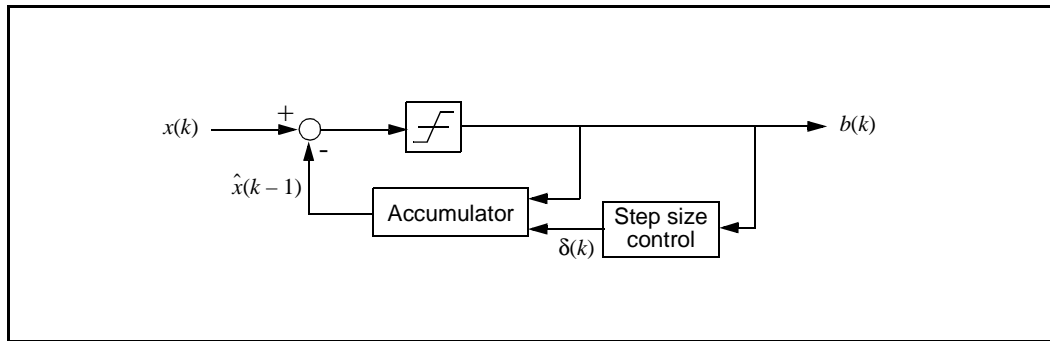 x(k)
+
-
b(k)
x̂(k – 1)
Accumulator
Step size
control
δ(k)